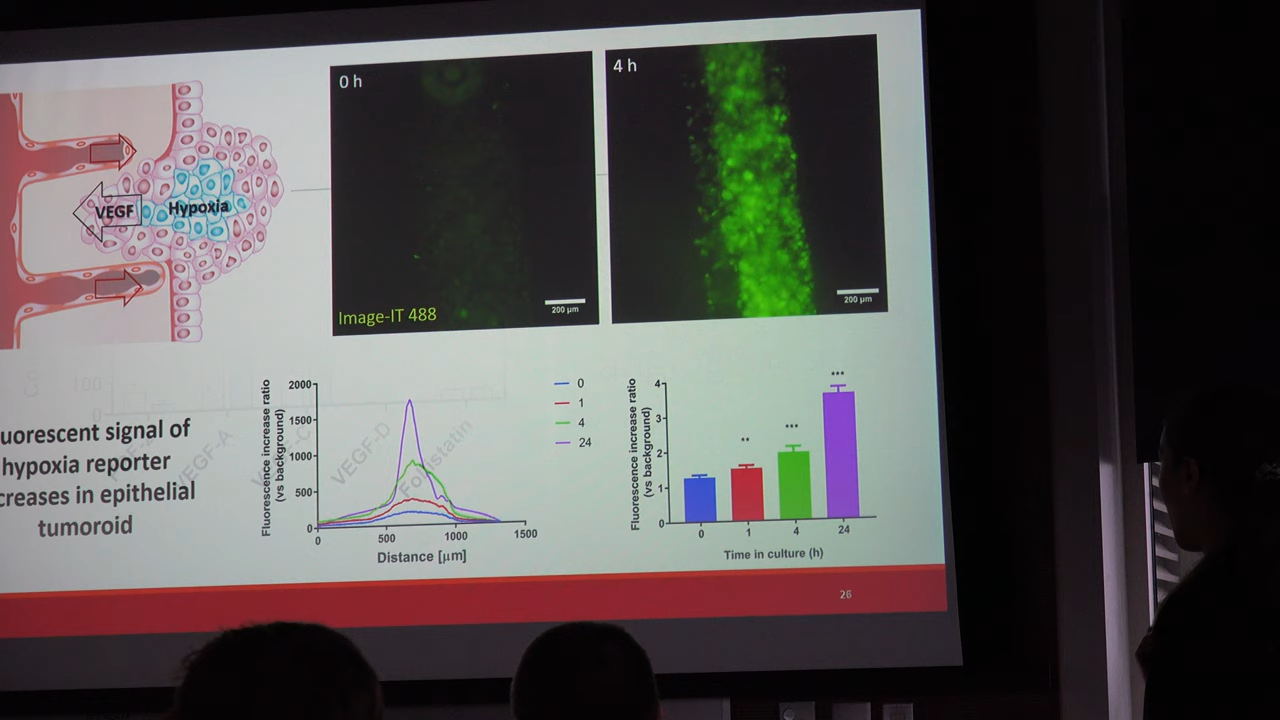 0 h
4 h
VEGF
Hypoxia
Image-IT 488
200 µm
200 µm
uorescent signal of
hypoxia reporter
creases in epithelial
tumoroid
Fluorescence increase ratio
(vs background)
2000
1500
1000
500
0
0
500
1000
1500
Distance [µm]
VEGF-A
VEGF-D
Follistatin
100
0
0
1
4
24
Fluorescence increase ratio
(vs background)
4
3
2
1
0
**
***
***
0
1
4
24
Time in culture (h)
26